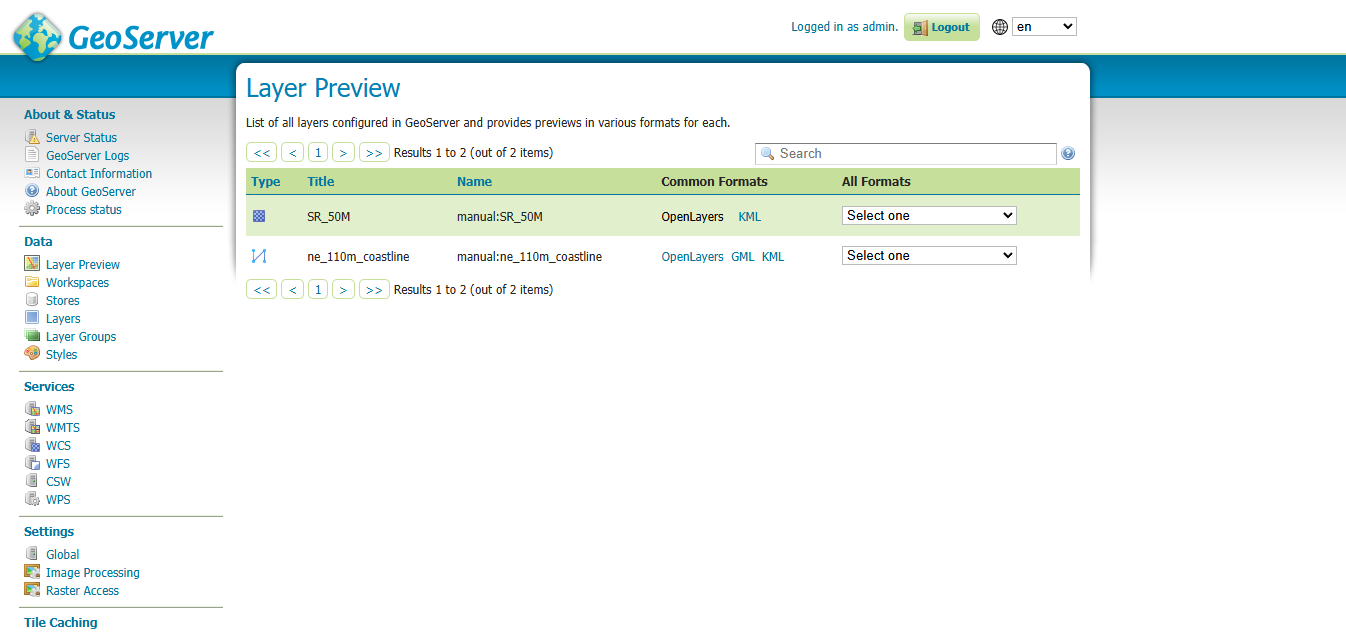 GeoServer
Logged in as admin. Logout en
Layer Preview
List of all layers configured in GeoServer and provides previews in various formats for each.
<< < 1 > >> Results 1 to 2 (out of 2 items) Search
Type Title Name Common Formats All Formats
SR_50M manual:SR_50M OpenLayers KML Select one
ne_110m_coastline manual:ne_110m_coastline OpenLayers GML KML Select one
<< < 1 > >> Results 1 to 2 (out of 2 items)
About & Status
Server Status
GeoServer Logs
Contact Information
About GeoServer
Process status
Data
Layer Preview
Workspaces
Stores
Layers
Layer Groups
Styles
Services
WMS
WMTS
WCS
WFS
CSW
WPS
Settings
Global
Image Processing
Raster Access
Tile Caching